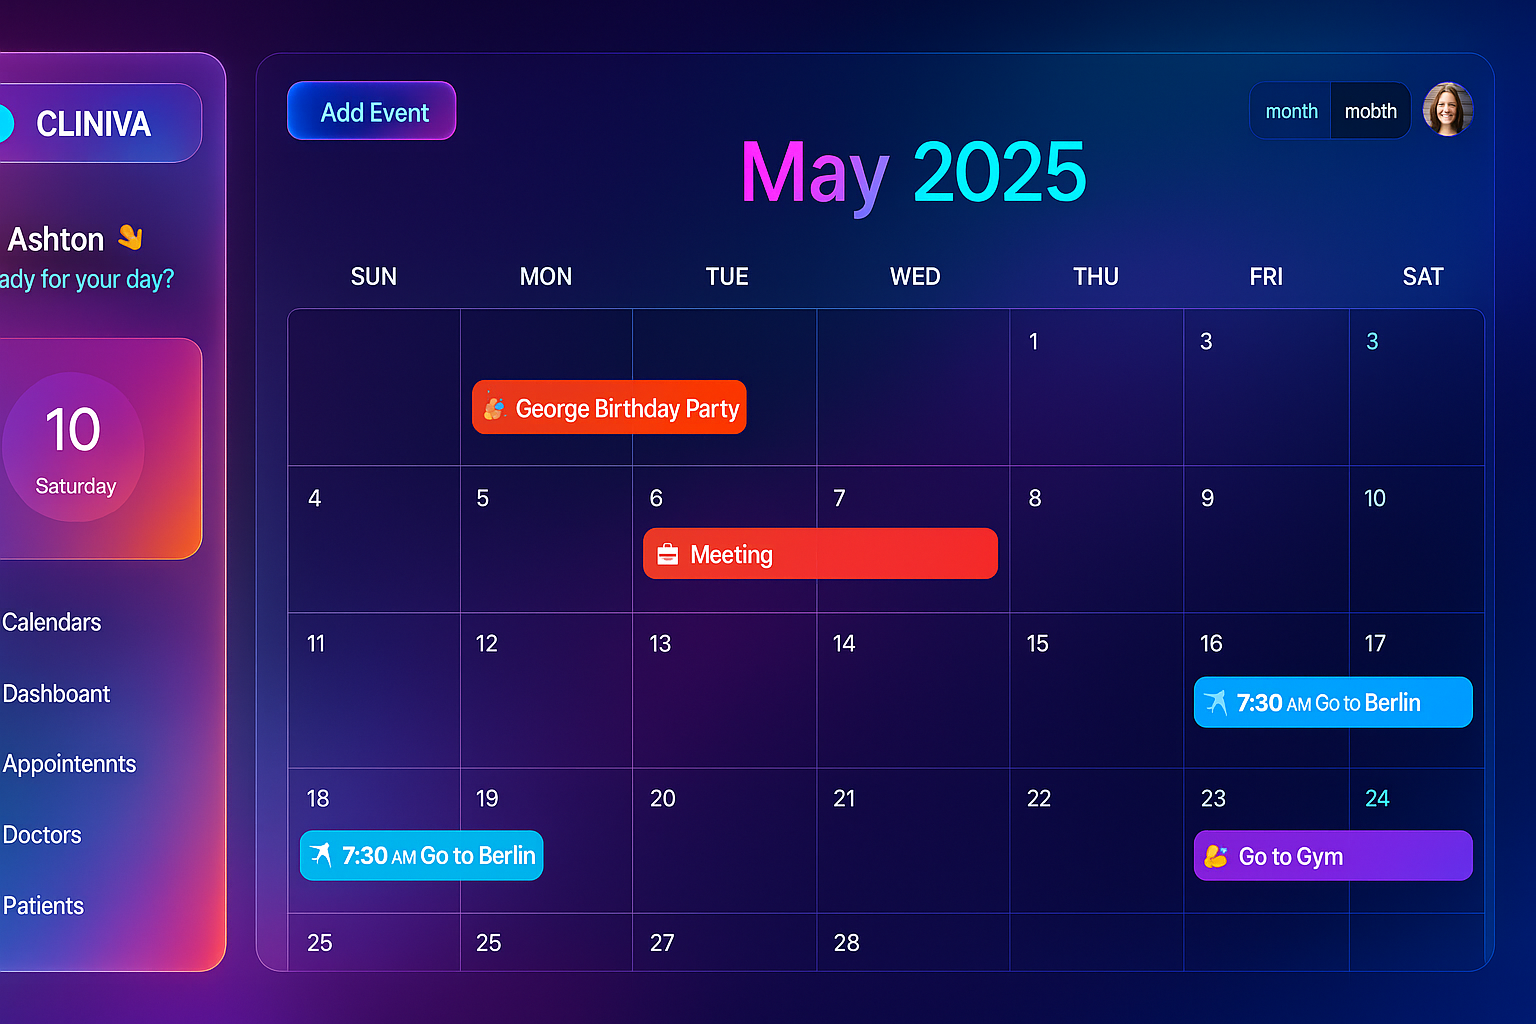 CLINIVA
Ashton
ady for your day?
10
Saturday
Calendars
Dashboant
Appointennts
Doctors
Patients
Add Event
month mobth
May 2025
SUN MON TUE WED THU FRI SAT
1 3 3
George Birthday Party
4 5 6 7 8 9 10
Meeting
11 12 13 14 15 16 17
7:30 AM Go to Berlin
18 19 20 21 22 23 24
7:30 AM Go to Berlin
Go to Gym
25 25 27 28